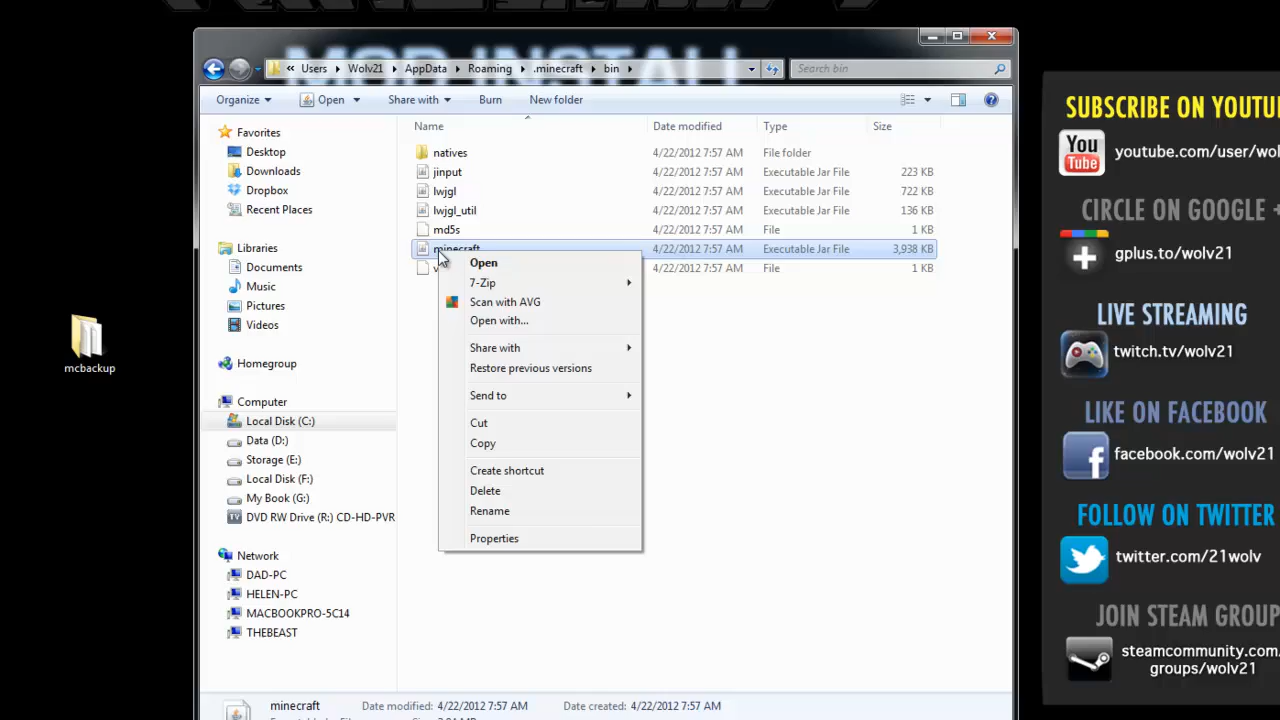 MOD INSTALL
« Users Wolv21 AppData Roaming .minecraft bin
Search bin
Organize Open Share with Burn New folder
Name Date modified Type Size
Favorites
Desktop
Downloads
Dropbox
Recent Places
Libraries
Documents
Music
Pictures
Videos
Homegroup
Computer
Local Disk (C:)
Data (D:)
Storage (E:)
Local Disk (F:)
My Book (G:)
DVD RW Drive (R:) CD-HD-PVR
Network
DAD-PC
HELEN-PC
MACBOOKPRO-5C14
THEBEAST
natives 4/22/2012 7:57 AM File folder
jinput 4/22/2012 7:57 AM Executable Jar File 223 KB
lwjgl 4/22/2012 7:57 AM Executable Jar File 722 KB
lwjgl_util 4/22/2012 7:57 AM Executable Jar File 136 KB
md5s 4/22/2012 7:57 AM File 1 KB
minecraft 4/22/2012 7:57 AM Executable Jar File 3,938 KB
4/22/2012 7:57 AM File 1 KB
Open
7-Zip
Scan with AVG
Open with...
Share with
Restore previous versions
Send to
Cut
Copy
Create shortcut
Delete
Rename
Properties
minecraft Date modified: 4/22/2012 7:57 AM Date created: 4/22/2012 7:57 AM
mcbackup
SUBSCRIBE ON YOUTU
You
Tube
youtube.com/user/wol
CIRCLE ON GOOGLE +
gplus.to/wolv21
LIVE STREAMING
twitch.tv/wolv21
LIKE ON FACEBOOK
f
facebook.com/wolv21
FOLLOW ON TWITTER
twitter.com/21wolv
JOIN STEAM GROUP
steamcommunity.com
groups/wolv21